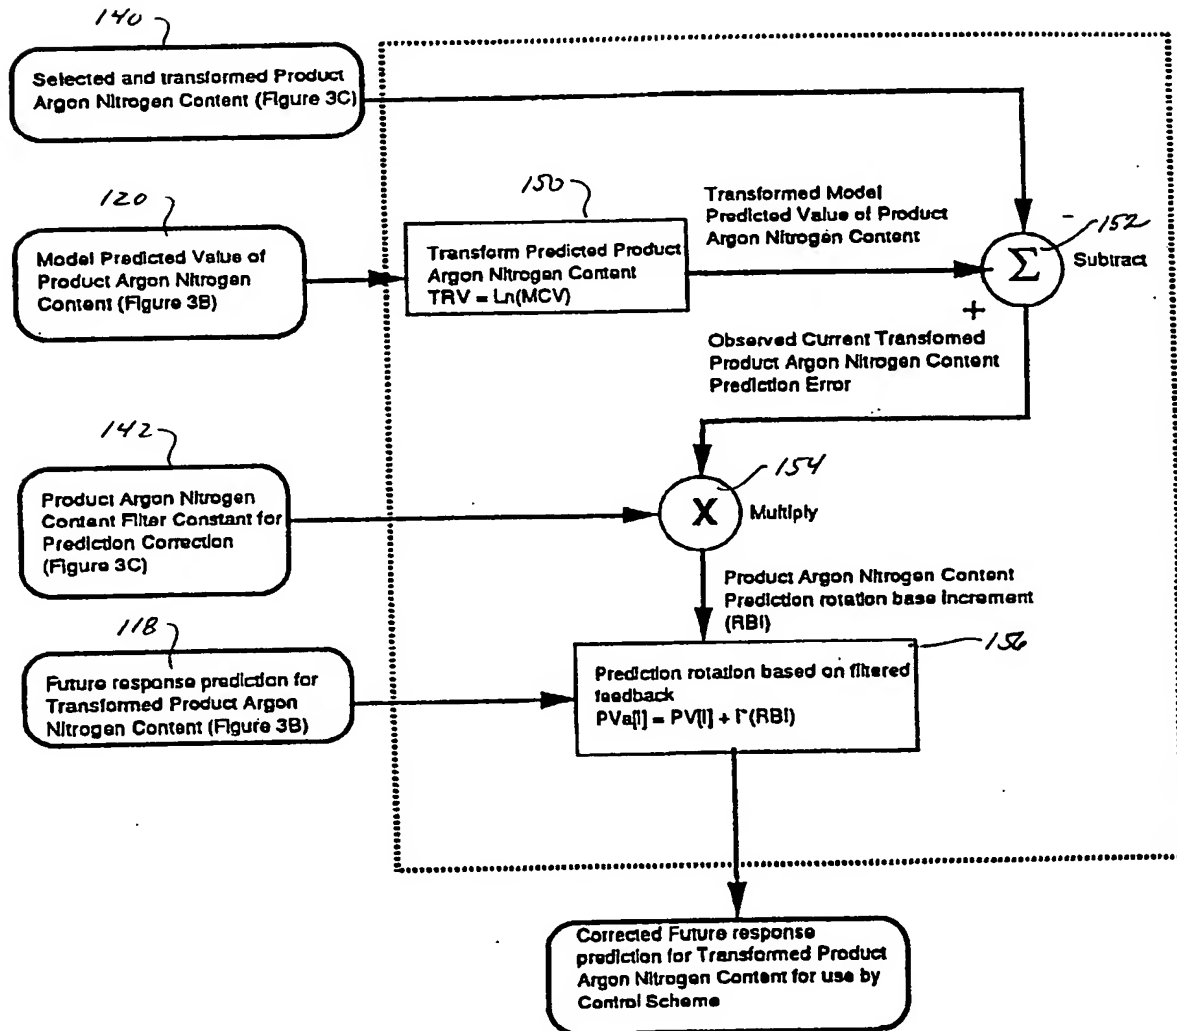 140
Selected and transformed Product
Argon Nitrogen Content (Figure 3C)
120
Model Predicted Value of
Product Argon Nitrogen
Content (Figure 3B)
150
Transform Predicted Product
Argon Nitrogen Content
TRV = Ln(MCV)
Transformed Model
Predicted Value of Product
Argon Nitrogen Content
–
152
Σ
Subtract
+
Observed Current Transfomed
Product Argon Nitrogen Content
Prediction Error
142
Product Argon Nitrogen
Content Filter Constant for
Prediction Correction
(Figure 3C)
154
X
Multiply
Product Argon Nitrogen Content
Prediction rotation base increment
(RBI)
118
Future response prediction for
Transformed Product Argon
Nitrogen Content (Figure 3B)
156
Prediction rotation based on filtered
feedback
PVa[i] = PV[i] + i*(RBI)
Corrected Future response
prediction for Transformed Product
Argon Nitrogen Content for use by
Control Scheme